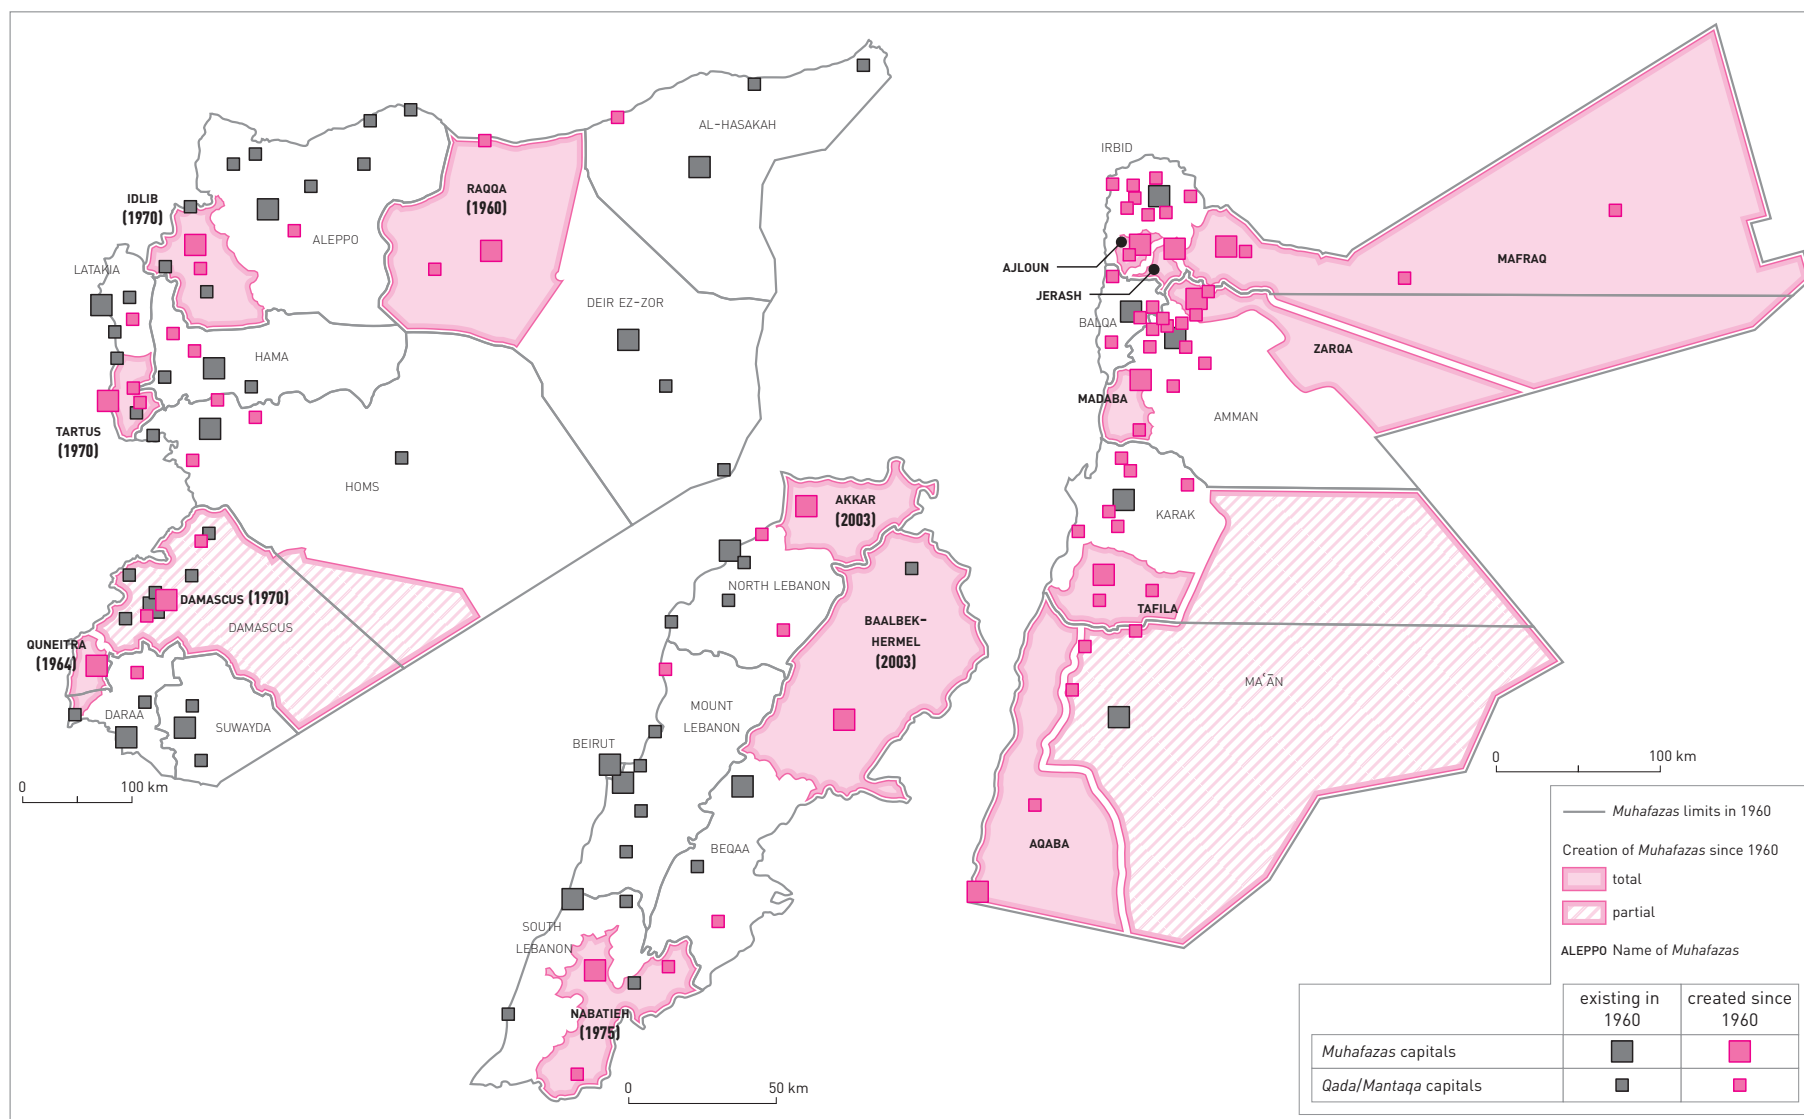 AL-HASAKAH
RAQQA
(1960)
IDLIB
(1970)
ALEPPO
LATAKIA
DEIR EZ-ZOR
HAMA
TARTUS
(1970)
HOMS
DAMASCUS (1970)
DAMASCUS
QUNEITRA
(1964)
DARAA
SUWAYDA
0 100 km
AKKAR
(2003)
NORTH LEBANON
BAALBEK-
HERMEL
(2003)
MOUNT
LEBANON
BEIRUT
BEQAA
SOUTH
LEBANON
NABATIEH
(1975)
0 50 km
IRBID
MAFRAQ
AJLOUN
JERASH
BALQA
ZARQA
MADABA
AMMAN
KARAK
TAFILA
MAʿĀN
AQABA
0 100 km
Muhafazas limits in 1960
Creation of Muhafazas since 1960
total
partial
ALEPPO Name of Muhafazas
existing in
1960
created since
1960
Muhafazas capitals
Qada/Mantaqa capitals